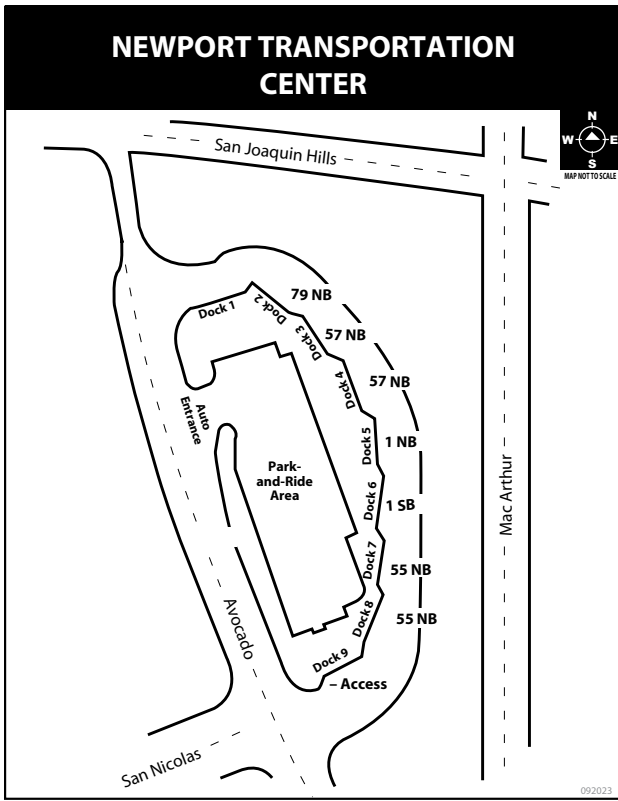 NEWPORT TRANSPORTATION
CENTER
N
W E
S
MAP NOT TO SCALE
San Joaquin Hills
79 NB
Dock 1
Dock 2
57 NB
Dock 3
57 NB
Dock 4
Auto
Entrance
1 NB
Dock 5
Park-
and-Ride
Area
1 SB
Dock 6
Mac Arthur
55 NB
Dock 7
55 NB
Dock 8
Avocado
Dock 9
– Access
San Nicolas
092023